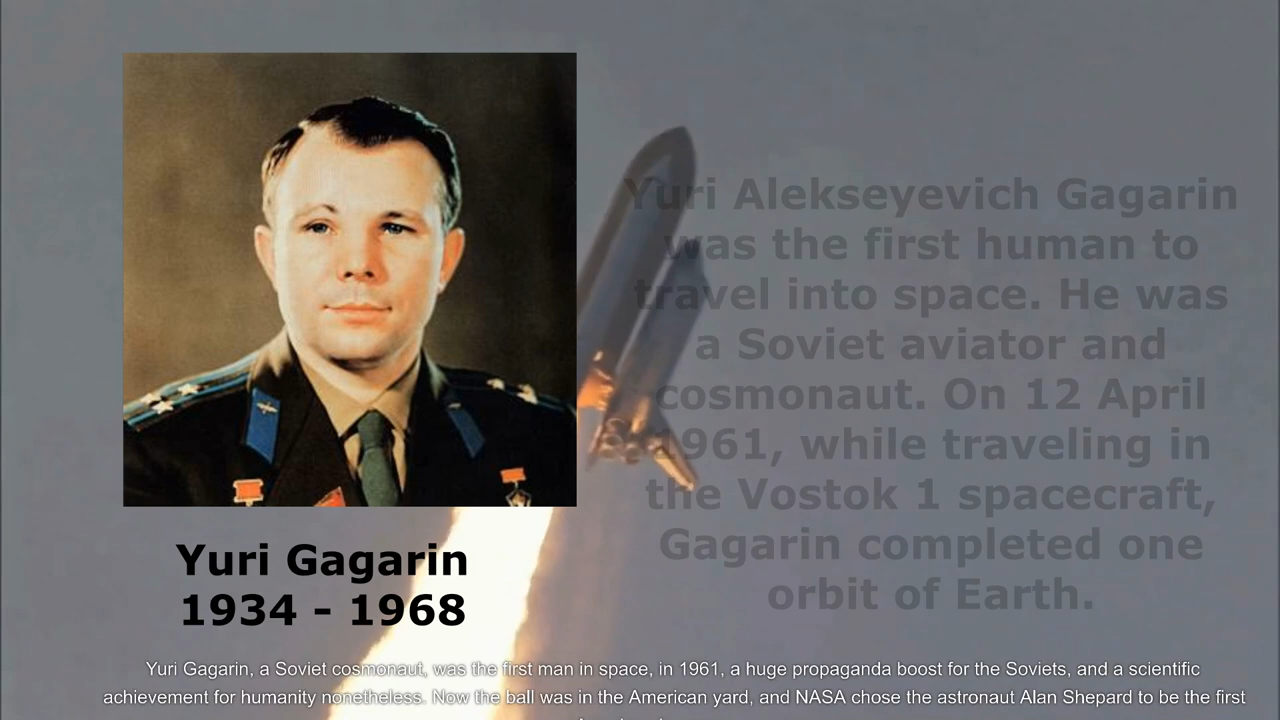 Yuri Gagarin
1934 - 1968
Yuri Alekseyevich Gagarin
was the first human to
travel into space. He was
a Soviet aviator and
cosmonaut. On 12 April
1961, while traveling in
the Vostok 1 spacecraft,
Gagarin completed one
orbit of Earth.
Yuri Gagarin, a Soviet cosmonaut, was the first man in space, in 1961, a huge propaganda boost for the Soviets, and a scientific
achievement for humanity nonetheless. Now the ball was in the American yard, and NASA chose the astronaut Alan Shepard to be the first